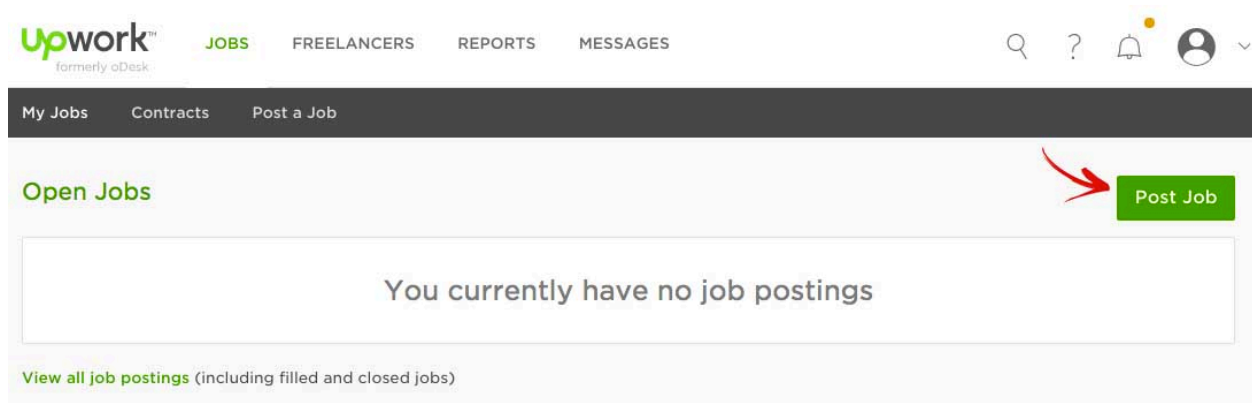 Upwork™ JOBS FREELANCERS REPORTS MESSAGES ?
formerly oDesk
My Jobs Contracts Post a Job
Open Jobs Post Job
You currently have no job postings
View all job postings (including filled and closed jobs)